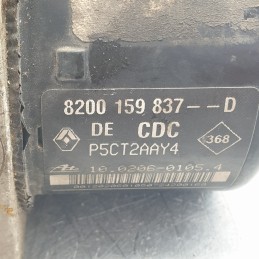 8200 159 837--D
DE CDC
368
P5CT2AAY4
10.0206-0105.4